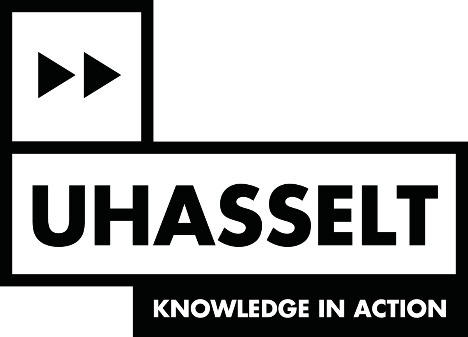 UHASSELT
KNOWLEDGE IN ACTION